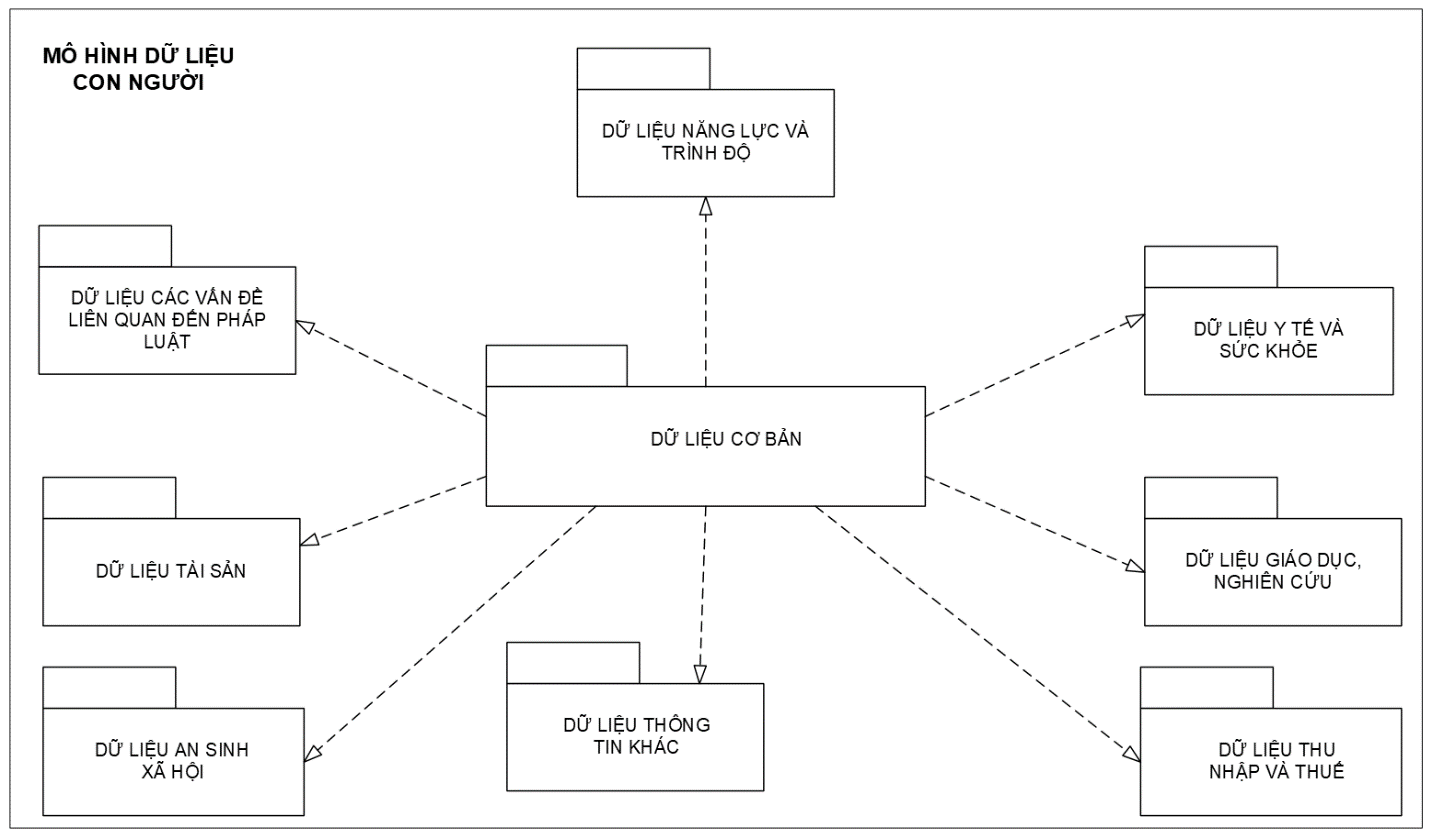 MÔ HÌNH DỮ LIỆU
CON NGƯỜI
DỮ LIỆU NĂNG LỰC VÀ
TRÌNH ĐỘ
DỮ LIỆU CÁC VẤN ĐỀ
LIÊN QUAN ĐẾN PHÁP
LUẬT
DỮ LIỆU Y TẾ VÀ
SỨC KHỎE
DỮ LIỆU CƠ BẢN
DỮ LIỆU TÀI SẢN
DỮ LIỆU GIÁO DỤC,
NGHIÊN CỨU
DỮ LIỆU AN SINH
XÃ HỘI
DỮ LIỆU THÔNG
TIN KHÁC
DỮ LIỆU THU
NHẬP VÀ THUẾ